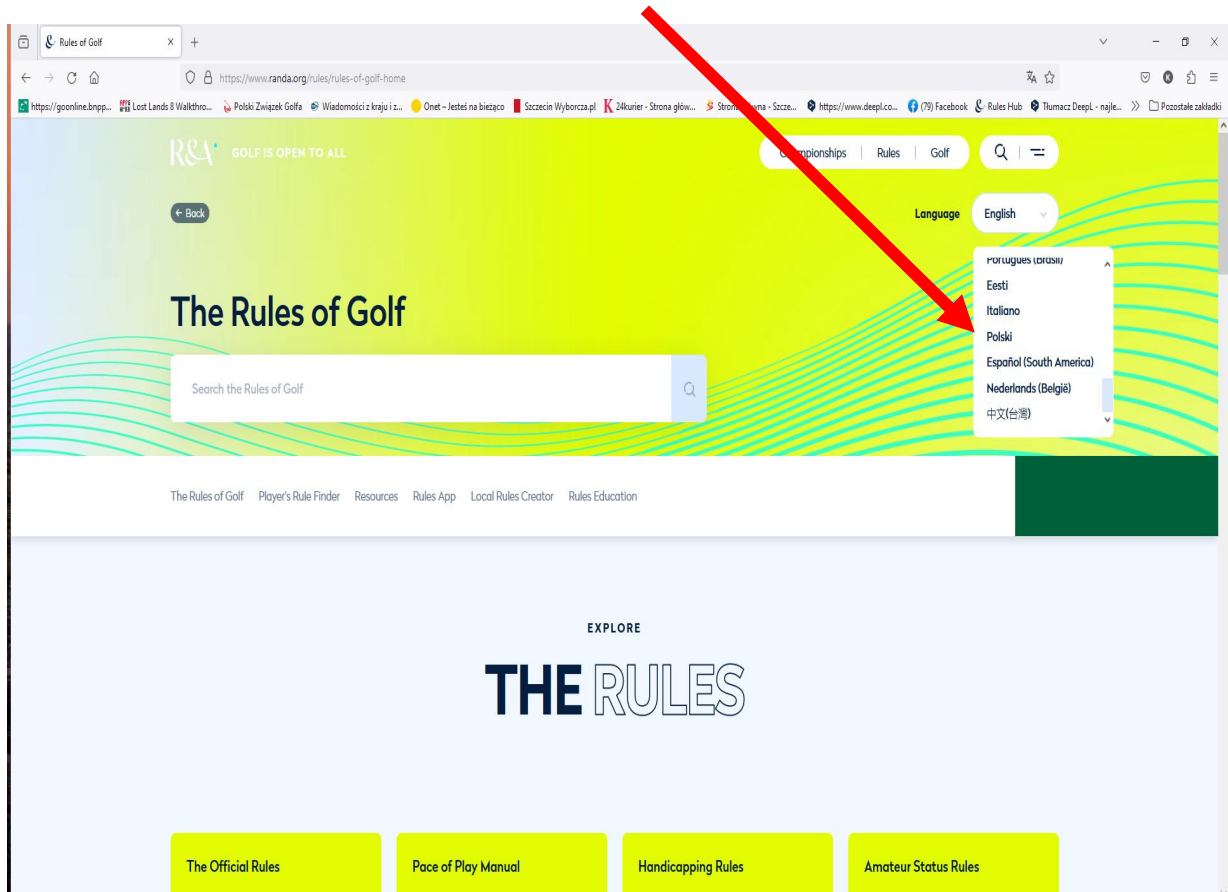 Rules of Golf
https://www.randa.org/rules/rules-of-golf-home
https://goonline.bnpp... Lost Lands 8 Walkthro... Polski Związek Golfa Wiadomości z kraju i z... Onet – Jesteś na bieżąco Szczecin Wyborcza.pl 24kurier - Strona głów... Szcze... https://www.deepl.co... (79) Facebook Rules Hub Tłumacz DeepL - najle... Pozostałe zakładki
R&A GOLF IS OPEN TO ALL
Rules Golf
← Back
Language English
Português (Brasil)
Eesti
Italiano
The Rules of Golf
Polski
Español (South America)
Search the Rules of Golf
Nederlands (België)
中文(台灣)
The Rules of Golf Player's Rule Finder Resources Rules App Local Rules Creator Rules Education
EXPLORE
THE RULES
The Official Rules Pace of Play Manual Handicapping Rules Amateur Status Rules